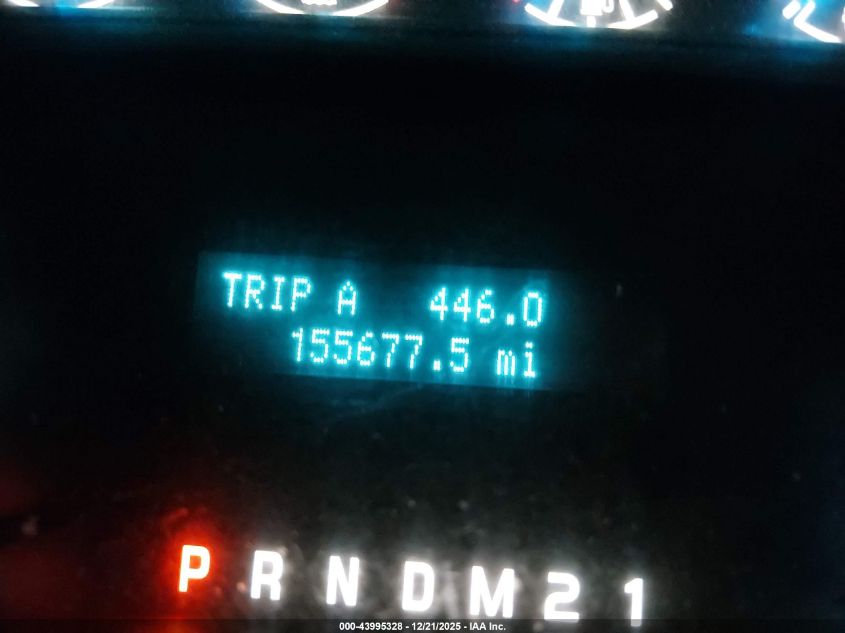 TRIP A 446.0
155677.5 mi
P R N D M 2 1
000-43995328 - 12/21/2025 - IAA Inc.